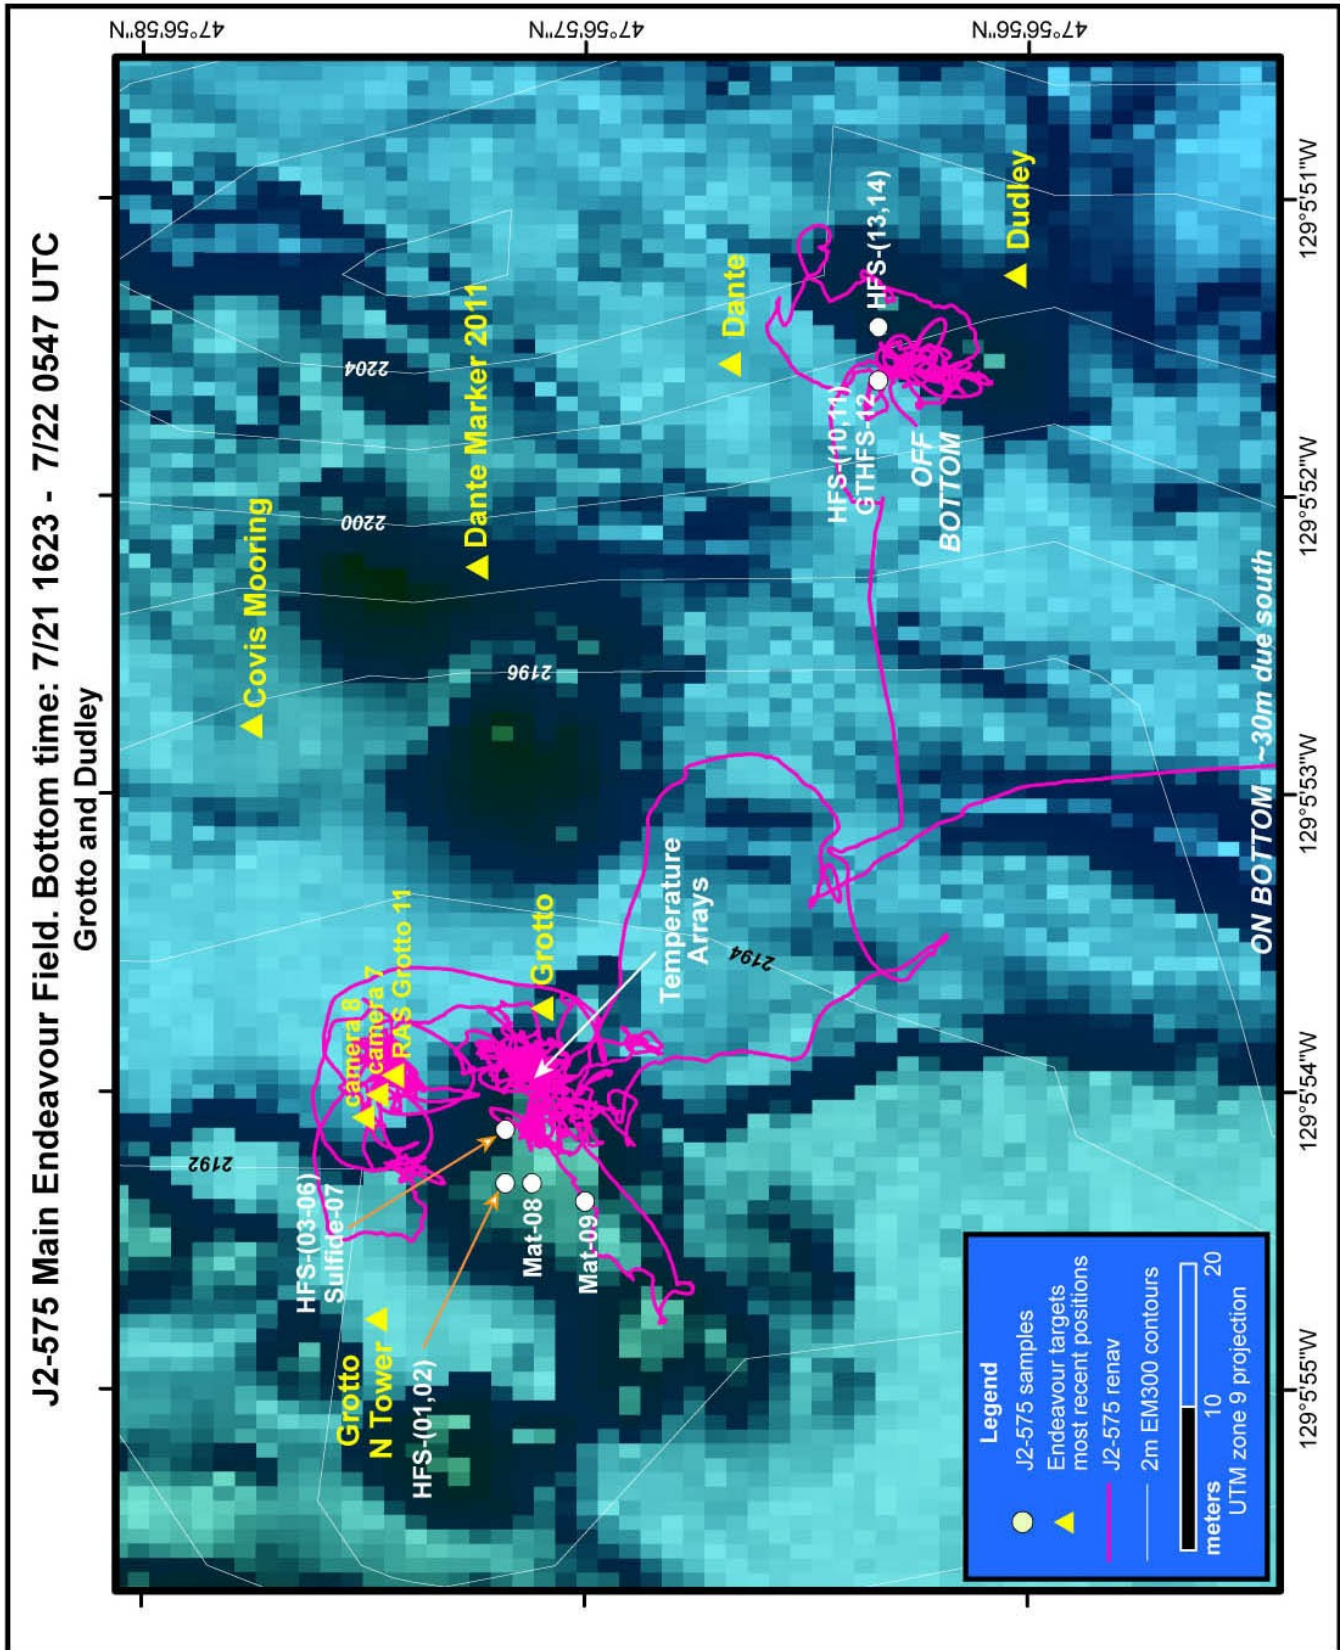 J2-575 Main Endeavour Field. Bottom time: 7/21 1623 - 7/22 0547 UTC
Grotto and Dudley
47°56'58"N
47°56'57"N
47°56'56"N
Covis Mooring
2204
Dante Marker 2011
2200
2196
Dante
HFS-(13,14)
Dudley
HFS-(10,11)
GTHFS-12
OFF
BOTTOM
camera 8
camera 7
RAS Grotto 11
Grotto
Temperature
Arrays
2194
2192
HFS-(03-06)
Sulfide-07
Mat-08
Mat-09
Grotto
N Tower
HFS-(01,02)
ON BOTTOM ~30m due south
Legend
J2-575 samples
Endeavour targets
most recent positions
J2-575 renav
2m EM300 contours
meters 10 20
UTM zone 9 projection
129°5'55"W
129°5'54"W
129°5'53"W
129°5'52"W
129°5'51"W